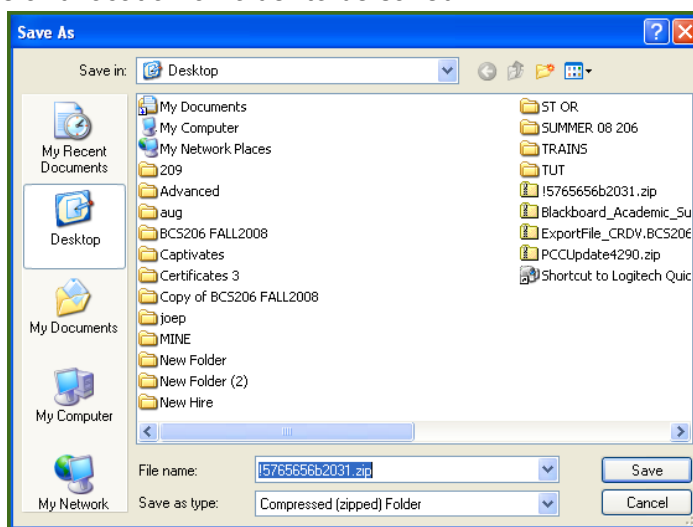 Save As
Save in: Desktop
My Recent
Documents
Desktop
My Documents
My Computer
My Network
My Documents
My Computer
My Network Places
209
Advanced
aug
BCS206 FALL2008
Captivates
Certificates 3
Copy of BCS206 FALL2008
joep
MINE
New Folder
New Folder (2)
New Hire
ST OR
SUMMER 08 206
TRAINS
TUT
!5765656b2031.zip
Blackboard_Academic_Su
ExportFile_CRDV.BCS206
PCCUpdate4290.zip
Shortcut to Logitech Quic
File name: !5765656b2031.zip Save
Save as type: Compressed (zipped) Folder Cancel